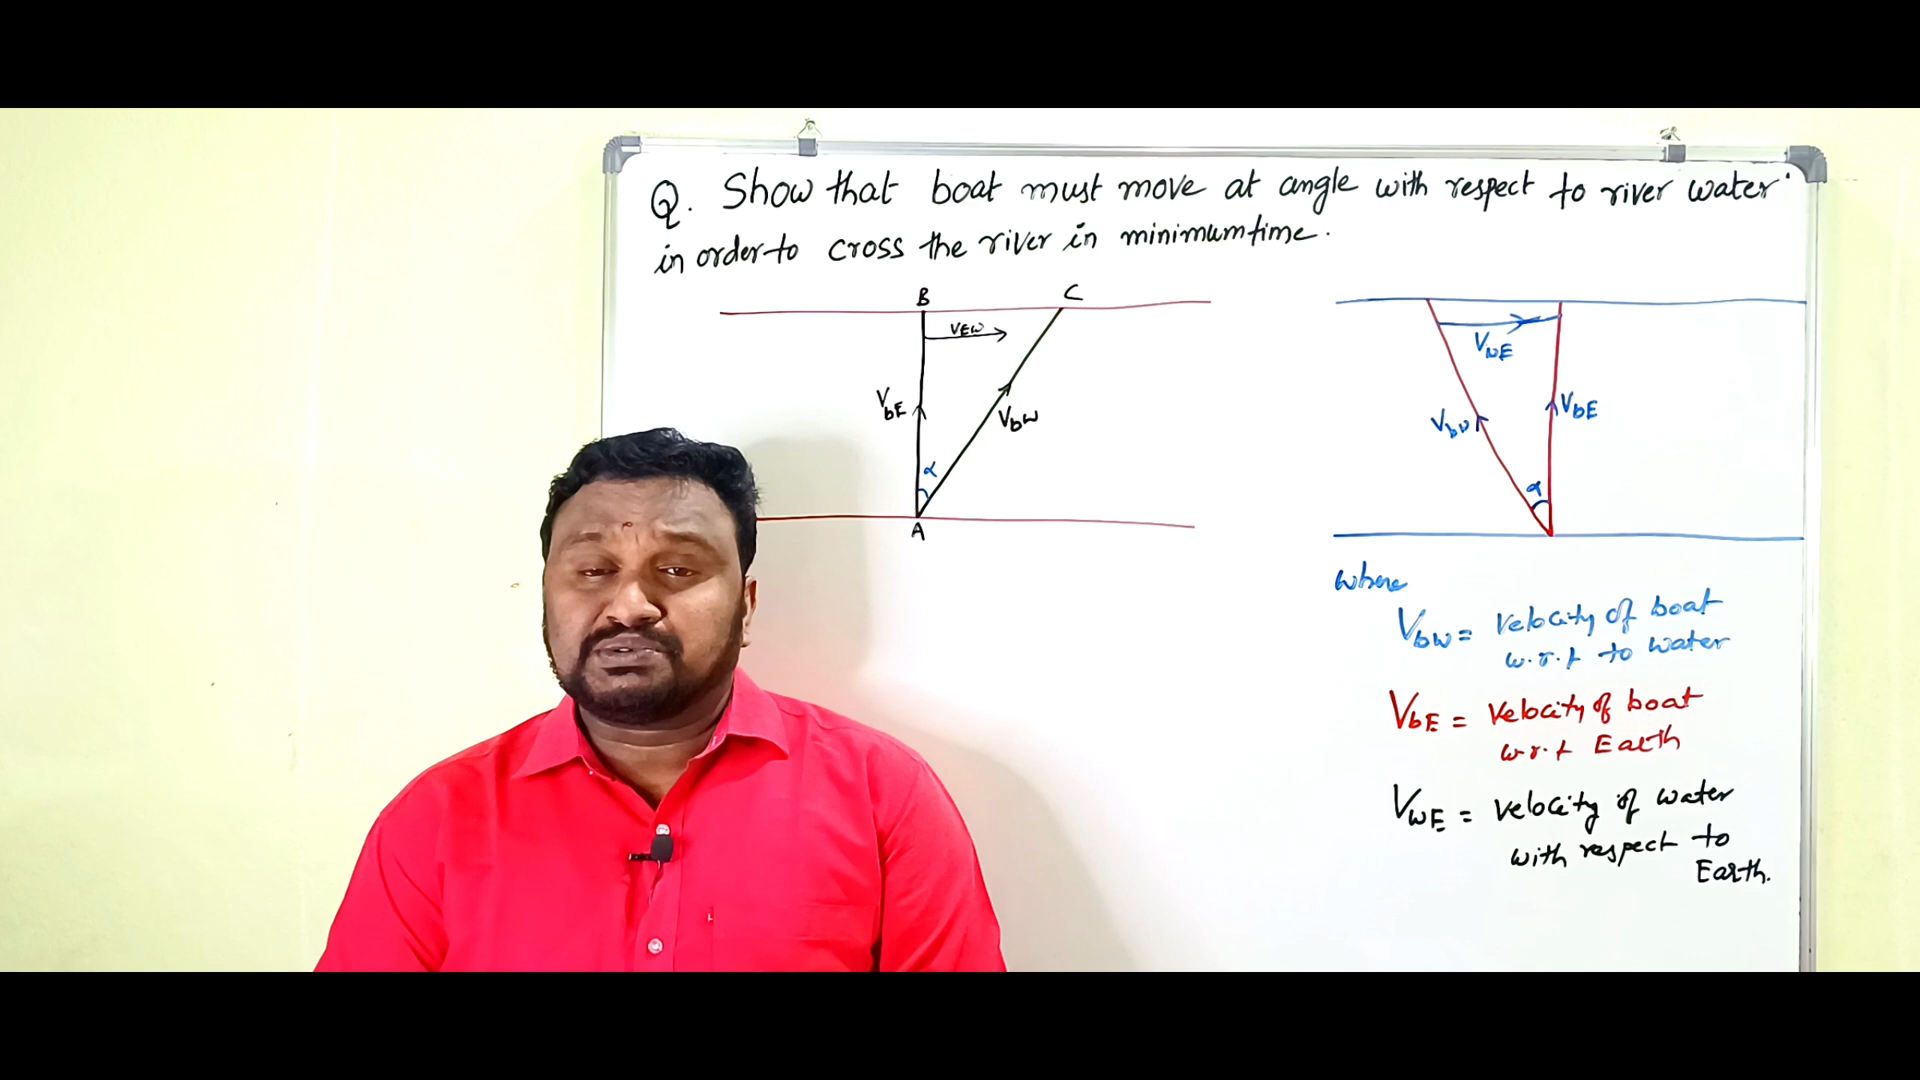 Q. Show that boat must move at angle with respect to river water
in order to cross the river in minimum time.
B
C
VEW
VbE
VbW
α
A
VWE
VbE
α
where
VbW = velocity of boat
w.r.t to water
VbE = velocity of boat
w.r.t Earth
VWE = velocity of water
with respect to
Earth.